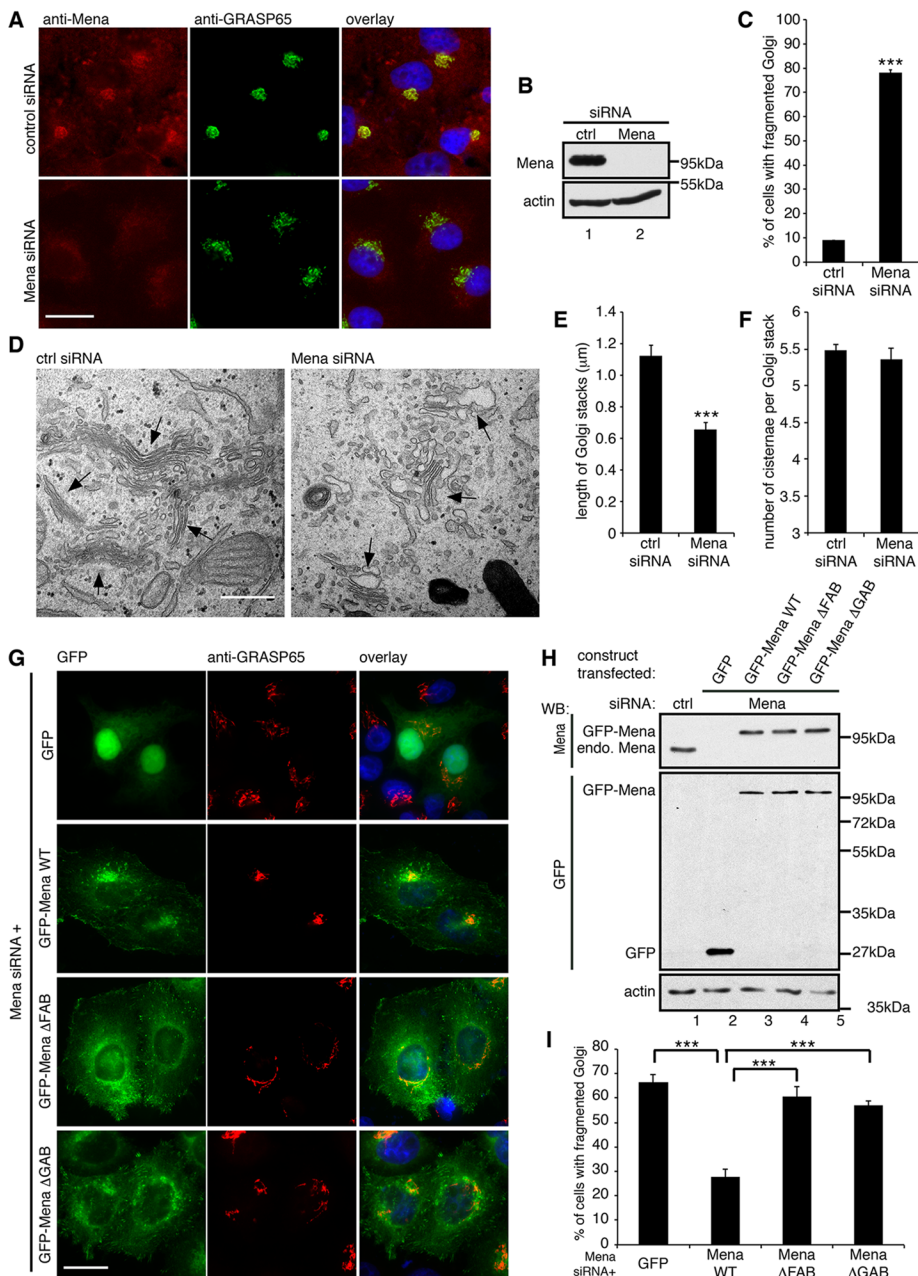 A
anti-Mena
anti-GRASP65
overlay
control siRNA
Mena siRNA
B
siRNA
ctrl Mena
Mena
95kDa
55kDa
actin
1 2
C
% of cells with fragmented Golgi
100
90
80
70
60
50
40
30
20
10
0
***
ctrl siRNA
Mena siRNA
D
ctrl siRNA
Mena siRNA
E
length of Golgi stacks (μm)
1.4
1.2
1
0.8
0.6
0.4
0.2
0
***
ctrl siRNA
Mena siRNA
F
number of cisternae per Golgi stack
6
5.5
5
4.5
4
3.5
3
ctrl siRNA
Mena siRNA
G
GFP
anti-GRASP65
overlay
Mena siRNA +
GFP
GFP-Mena WT
GFP-Mena ΔFAB
GFP-Mena ΔGAB
H
construct transfected:
GFP
GFP-Mena WT
GFP-Mena ΔFAB
GFP-Mena ΔGAB
siRNA: ctrl Mena
WB:
Mena
GFP-Mena
endo. Mena
95kDa
GFP
GFP-Mena
95kDa
72kDa
55kDa
35kDa
GFP
27kDa
actin
35kDa
1 2 3 4 5
I
% of cells with fragmented Golgi
80
70
60
50
40
30
20
10
0
***
***
***
Mena siRNA+
GFP
Mena WT
Mena ΔFAB
Mena ΔGAB